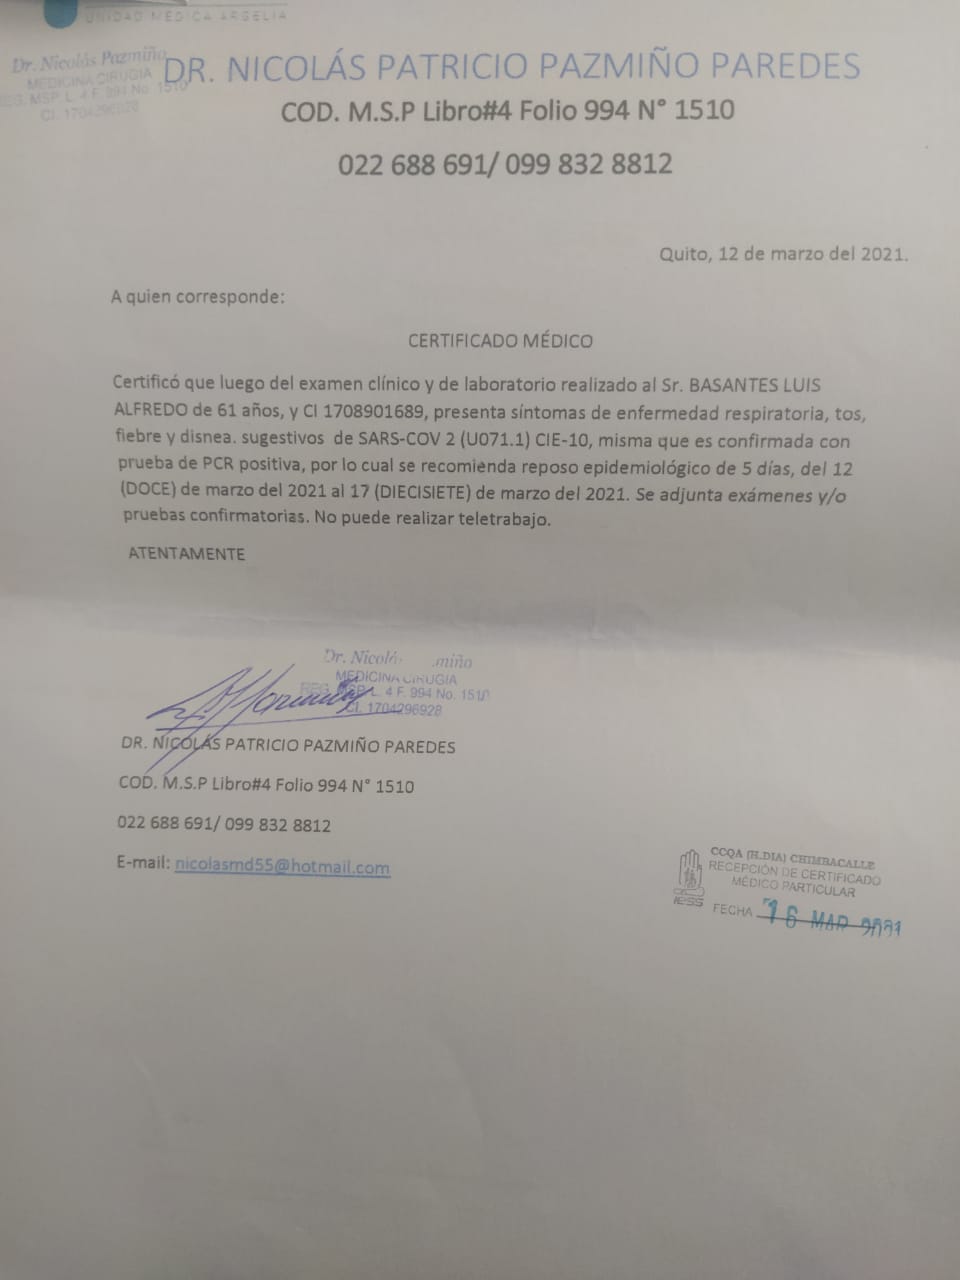 UNIDAD MÉDICA ARGELIA
Dr. Nicolás Pazmiño
MEDICINA CIRUGIA
REG. MSP L. 4 F. 994 No. 1510
CI. 1704296928
DR. NICOLÁS PATRICIO PAZMIÑO PAREDES
COD. M.S.P Libro#4 Folio 994 N° 1510
022 688 691/ 099 832 8812
Quito, 12 de marzo del 2021.
A quien corresponde:
CERTIFICADO MÉDICO
Certificó que luego del examen clínico y de laboratorio realizado al Sr. BASANTES LUIS
ALFREDO de 61 años, y CI 1708901689, presenta síntomas de enfermedad respiratoria, tos,
fiebre y disnea. sugestivos de SARS-COV 2 (U071.1) CIE-10, misma que es confirmada con
prueba de PCR positiva, por lo cual se recomienda reposo epidemiológico de 5 días, del 12
(DOCE) de marzo del 2021 al 17 (DIECISIETE) de marzo del 2021. Se adjunta exámenes y/o
pruebas confirmatorias. No puede realizar teletrabajo.
ATENTAMENTE
Dr. Nicolá miño
MEDICINA CIRUGIA
REG. MSP L. 4 F. 994 No. 1510
CI. 1704296928
DR. NICOLÁS PATRICIO PAZMIÑO PAREDES
COD. M.S.P Libro#4 Folio 994 N° 1510
022 688 691/ 099 832 8812
E-mail: nicolasmd55@hotmail.com
CCQA (H.DIA) CHIMBACALLE
RECEPCIÓN DE CERTIFICADO
MÉDICO PARTICULAR
IESS
FECHA 16 MAR 2021